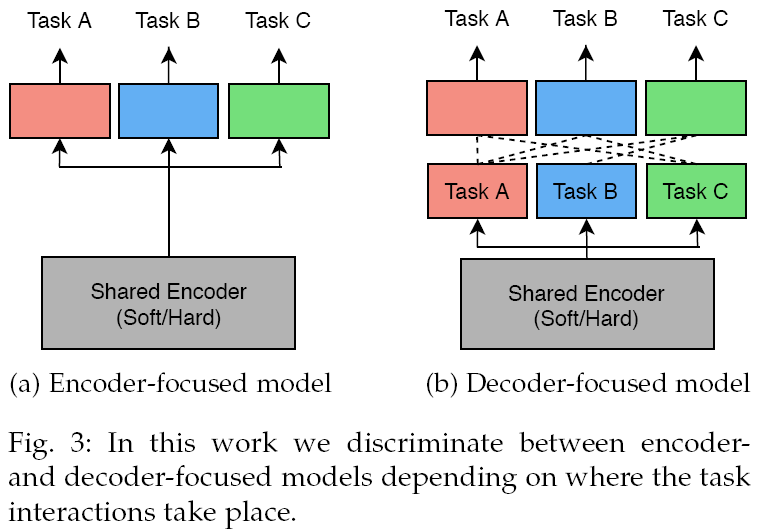 Task A Task B Task C
Shared Encoder
(Soft/Hard)
(a) Encoder-focused model
Task A Task B Task C
Task A Task B Task C
Shared Encoder
(Soft/Hard)
(b) Decoder-focused model
Fig. 3: In this work we discriminate between encoder-
and decoder-focused models depending on where the task
interactions take place.